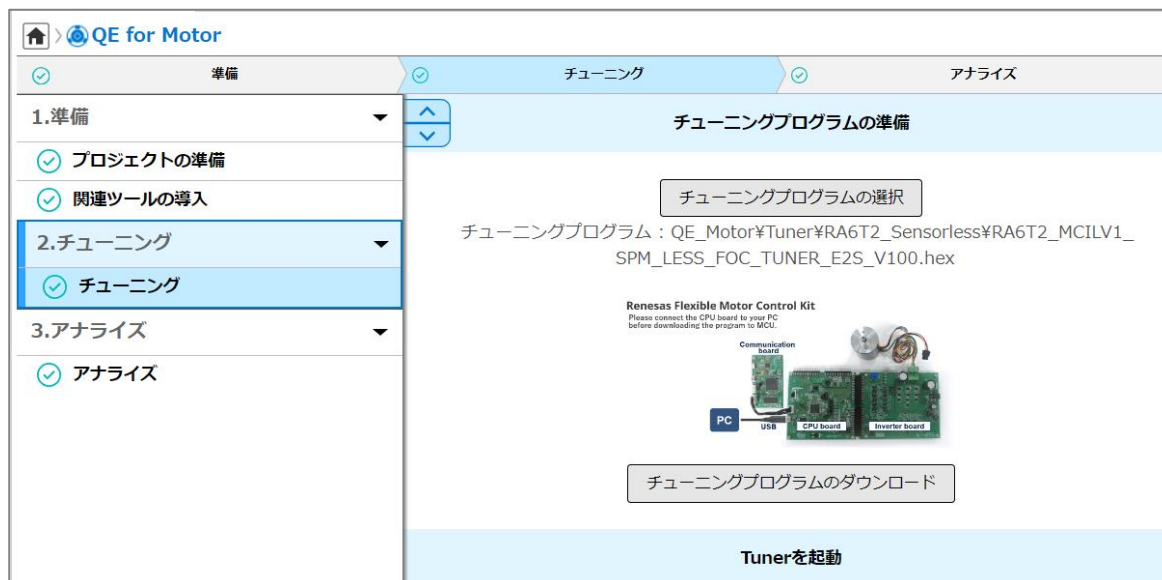 QE for Motor
準備
チューニング
アナライズ
1.準備
プロジェクトの準備
関連ツールの導入
2.チューニング
チューニング
3.アナライズ
アナライズ
チューニングプログラムの準備
チューニングプログラムの選択
チューニングプログラム : QE_Motor¥Tuner¥RA6T2_Sensorless¥RA6T2_MCILV1_
SPM_LESS_FOC_TUNER_E2S_V100.hex
Renesas Flexible Motor Control Kit
Please connect the CPU board to your PC
before downloading the program to MCU.
Communication
board
PC
USB
CPU board
Inverter board
チューニングプログラムのダウンロード
Tunerを起動